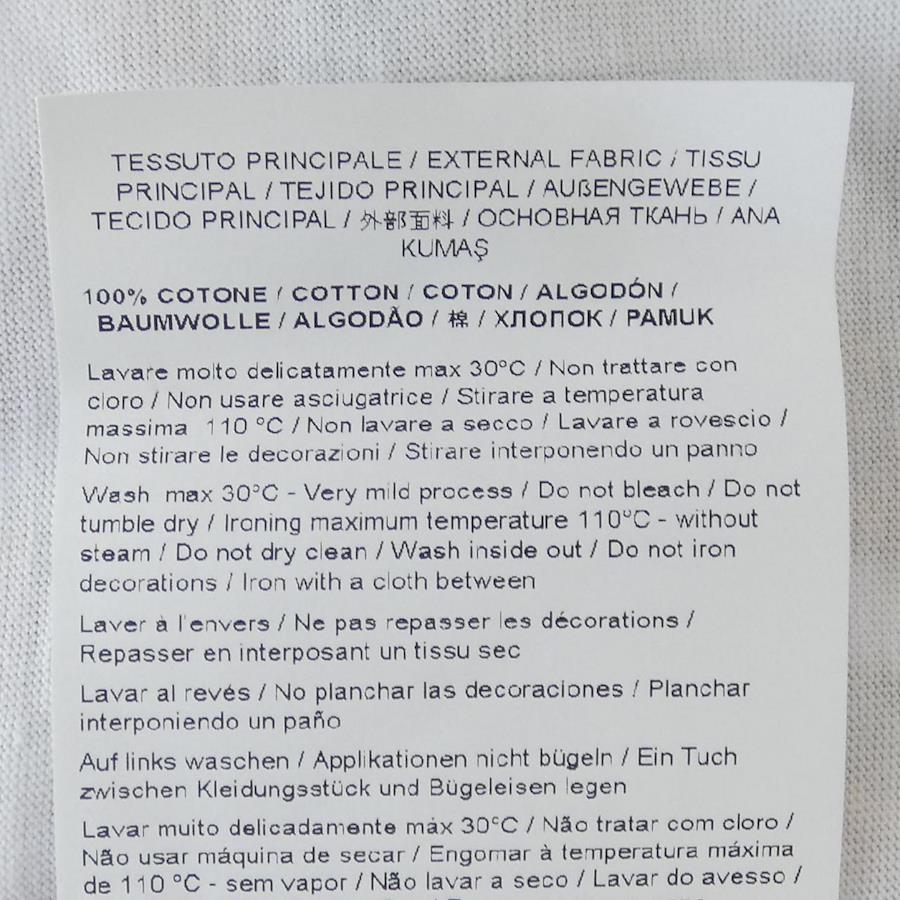 TESSUTO PRINCIPALE / EXTERNAL FABRIC / TISSU
PRINCIPAL / TEJIDO PRINCIPAL / AUßENGEWEBE /
TECIDO PRINCIPAL / 外部面料 / ОСНОВНАЯ ТКАНЬ / ANA
KUMAŞ
100% COTONE / COTTON / COTON / ALGODÓN /
BAUMWOLLE / ALGODÃO / 棉 / ХЛОПОК / PAMUK
Lavare molto delicatamente max 30°C / Non trattare con
cloro / Non usare asciugatrice / Stirare a temperatura
massima 110 °C / Non lavare a secco / Lavare a rovescio /
Non stirare le decorazioni / Stirare interponendo un panno
Wash max 30°C - Very mild process / Do not bleach / Do not
tumble dry / Ironing maximum temperature 110°C - without
steam / Do not dry clean / Wash inside out / Do not iron
decorations / Iron with a cloth between
Laver à l'envers / Ne pas repasser les décorations /
Repasser en interposant un tissu sec
Lavar al revés / No planchar las decoraciones / Planchar
interponiendo un paño
Auf links waschen / Applikationen nicht bügeln / Ein Tuch
zwischen Kleidungsstück und Bügeleisen legen
Lavar muito delicadamente máx 30°C / Não tratar com cloro /
Não usar máquina de secar / Engomar à temperatura máxima
de 110 °C - sem vapor / Não lavar a seco / Lavar do avesso /